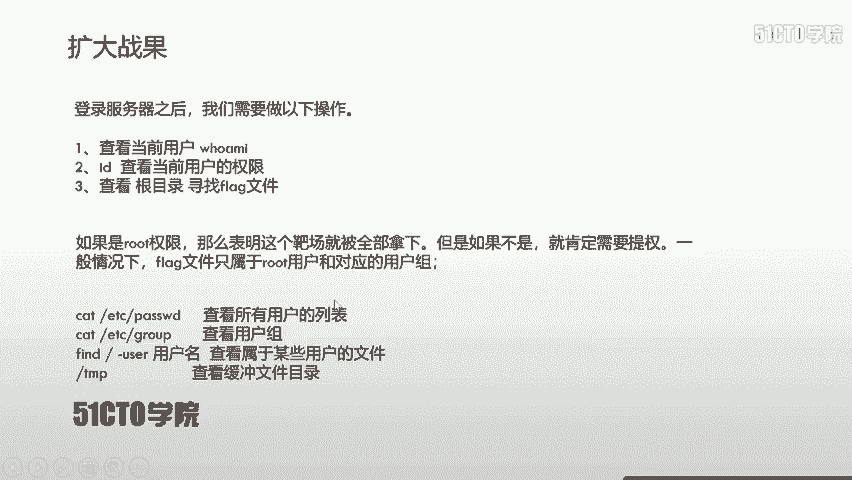 扩大战果
51CTO学院
登录服务器之后，我们需要做以下操作。
1、查看当前用户 whoami
2、id 查看当前用户的权限
3、查看 根目录 寻找flag文件
如果是root权限，那么表明这个靶场就被全部拿下。但是如果不是，就肯定需要提权。一
般情况下，flag文件只属于root用户和对应的用户组；
cat /etc/passwd 查看所有用户的列表
cat /etc/group 查看用户组
find / -user 用户名 查看属于某些用户的文件
/tmp 查看缓冲文件目录
51CTO学院